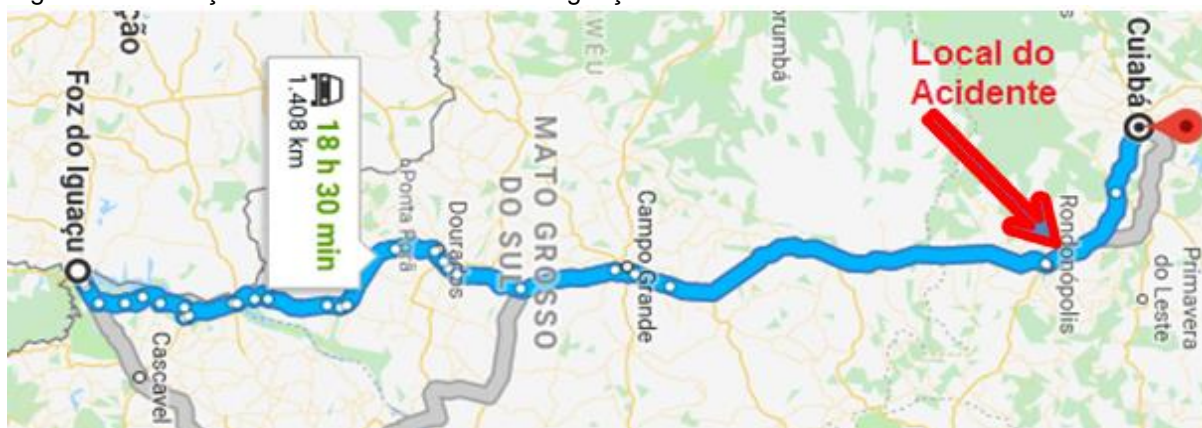 Local do
Acidente
Cuiabá
Primavera
do Leste
Rondonópolis
Campo Grande
MATO GROSSO
DO SUL
Dourados
Ponta Porã
18 h 30 min
1.408 km
Foz do Iguaçu
Cascavel